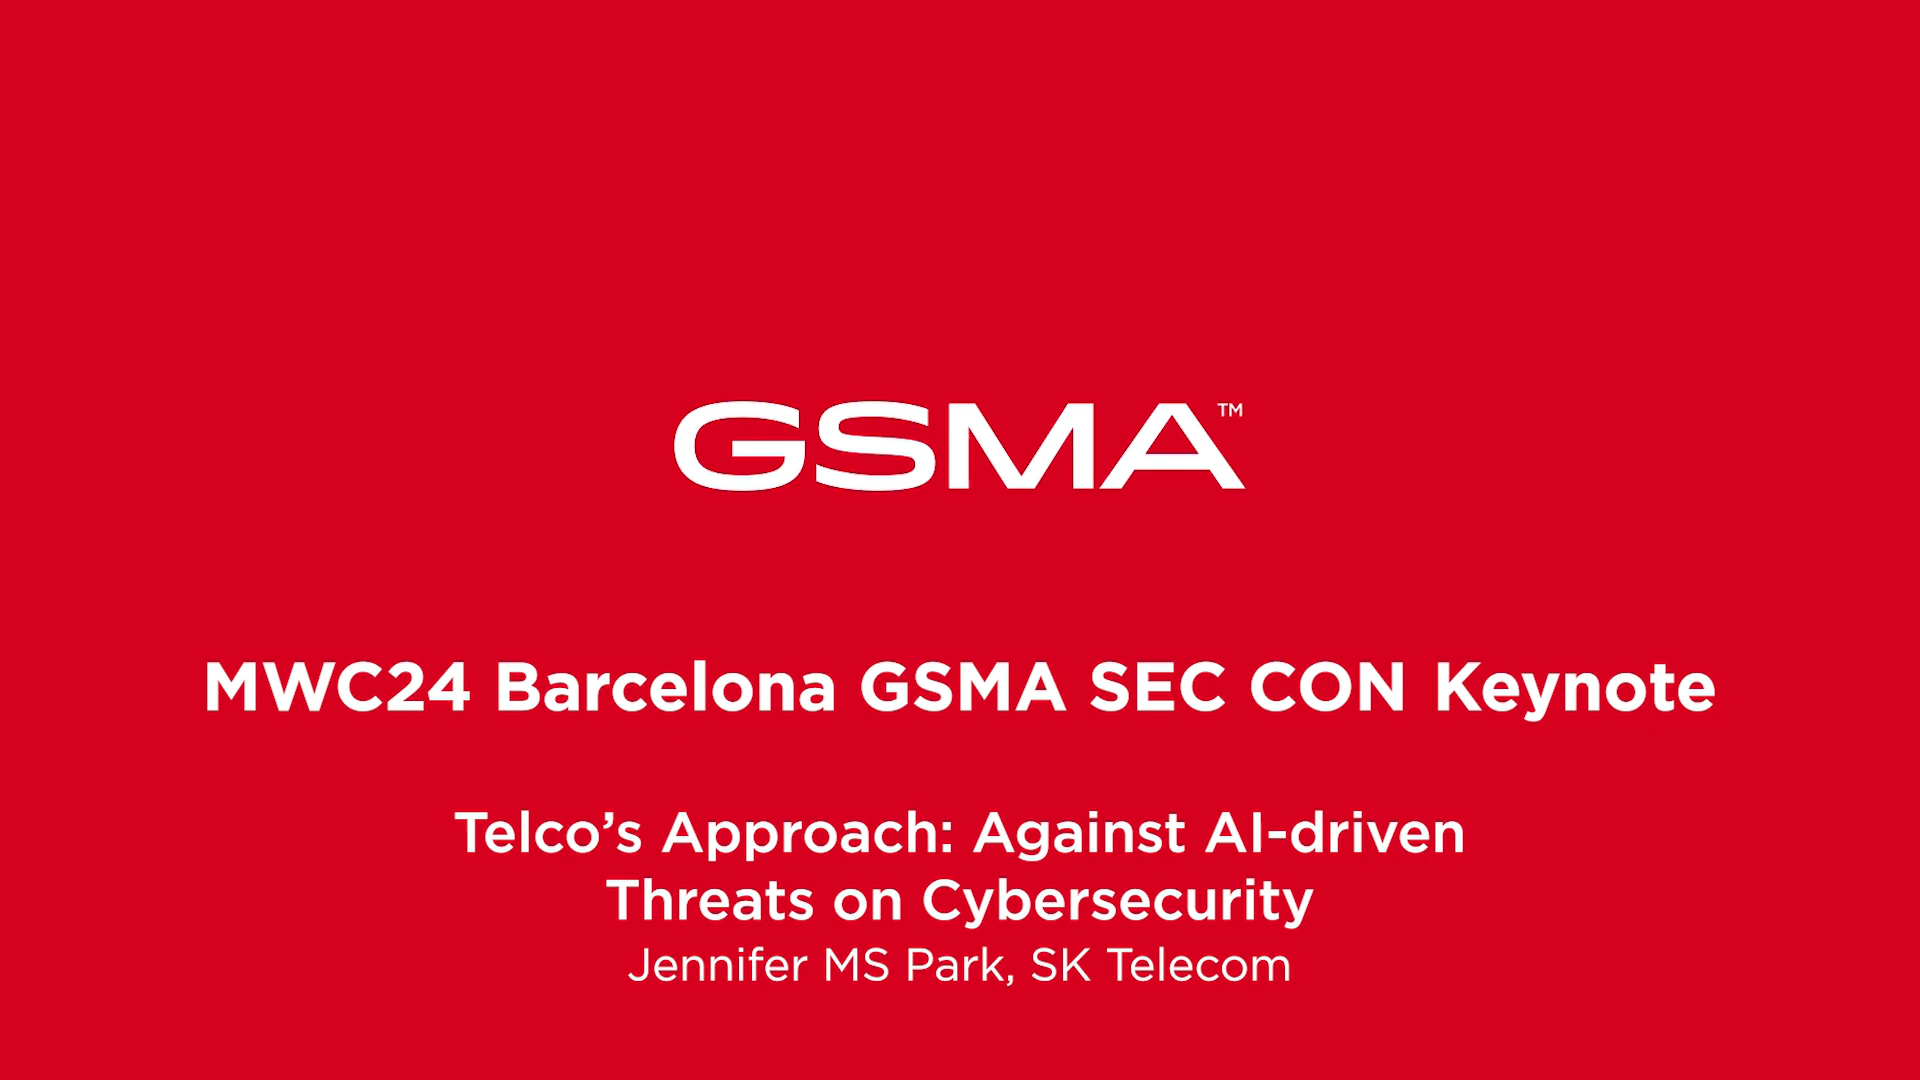 GSMA™
MWC24 Barcelona GSMA SEC CON Keynote
Telco’s Approach: Against AI-driven
Threats on Cybersecurity
Jennifer MS Park, SK Telecom